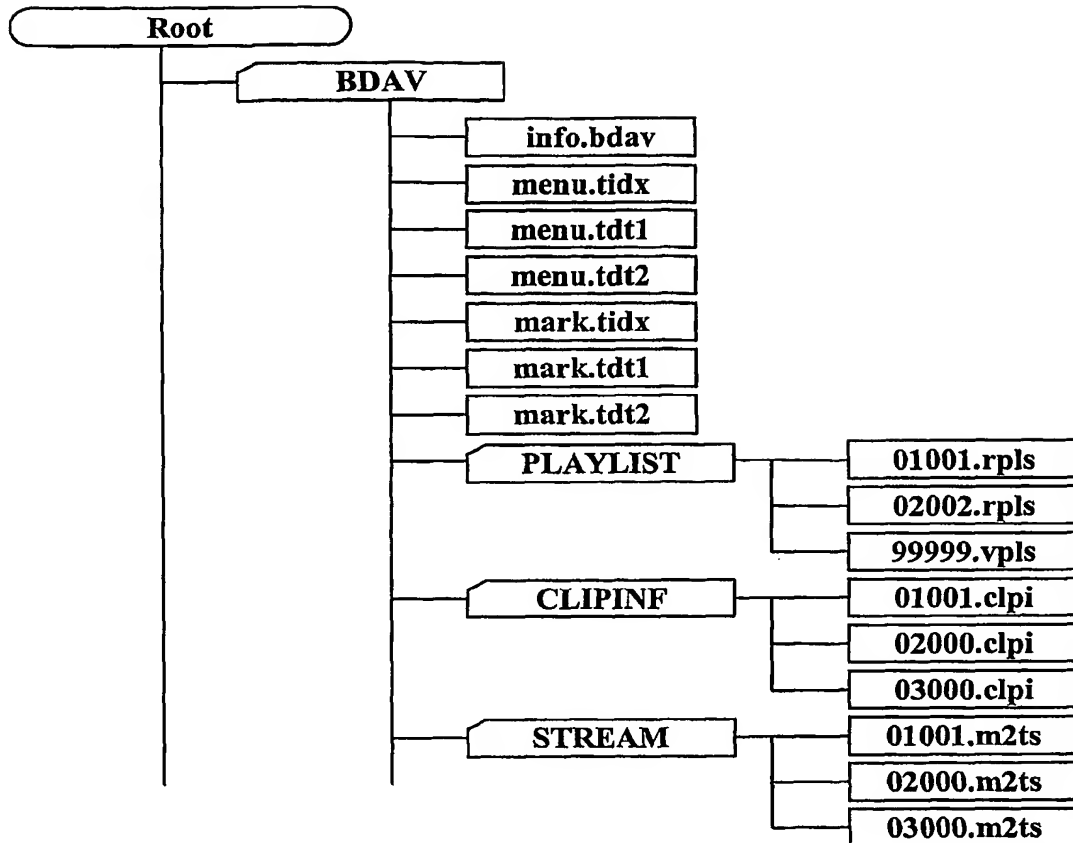 Root
BDAV
info.bdav
menu.tidx
menu.tdt1
menu.tdt2
mark.tidx
mark.tdt1
mark.tdt2
PLAYLIST
01001.rpls
02002.rpls
99999.vpls
CLIPINF
01001.clpi
02000.clpi
03000.clpi
STREAM
01001.m2ts
02000.m2ts
03000.m2ts